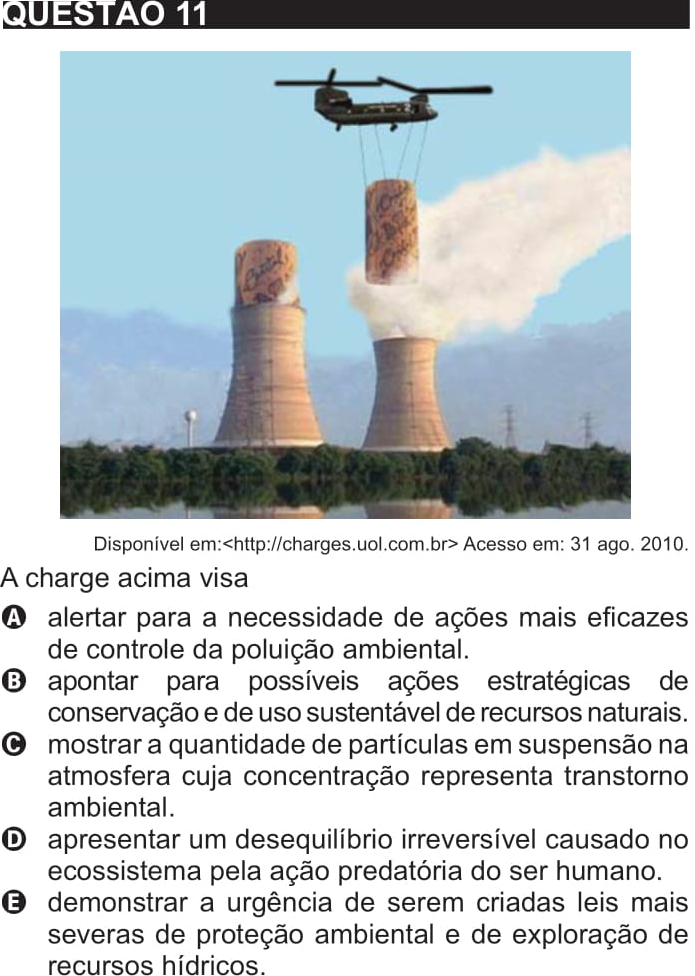 QUESTÃO 11
Disponível em:<http://charges.uol.com.br> Acesso em: 31 ago. 2010.
A charge acima visa
A alertar para a necessidade de ações mais eficazes
de controle da poluição ambiental.
B apontar para possíveis ações estratégicas de
conservação e de uso sustentável de recursos naturais.
C mostrar a quantidade de partículas em suspensão na
atmosfera cuja concentração representa transtorno
ambiental.
D apresentar um desequilíbrio irreversível causado no
ecossistema pela ação predatória do ser humano.
E demonstrar a urgência de serem criadas leis mais
severas de proteção ambiental e de exploração de
recursos hídricos.